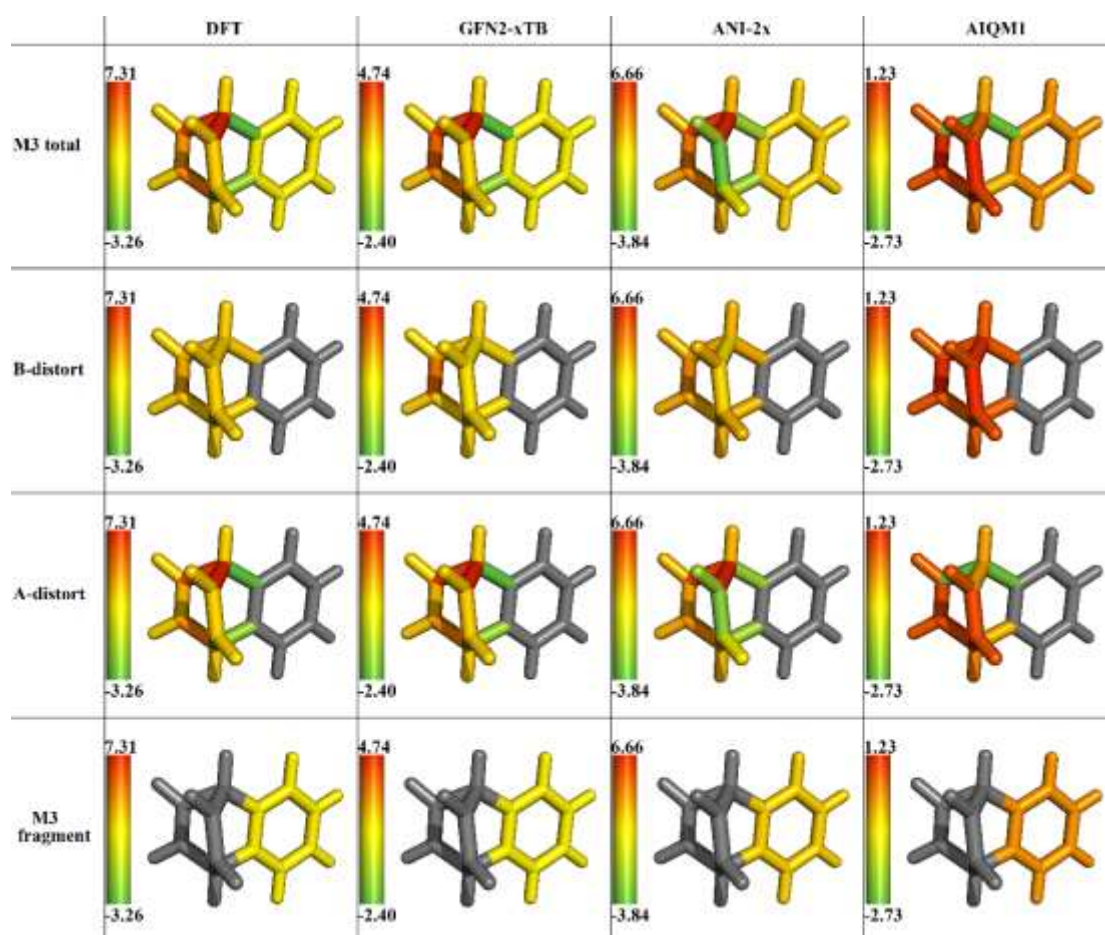 DFT GFN2-xTB ANI-2x AIQM1
7.31 4.74 6.66 1.23
M3 total
-3.26 -2.40 -3.84 -2.73
7.31 4.74 6.66 1.23
B-distort
-3.26 -2.40 -3.84 -2.73
7.31 4.74 6.66 1.23
A-distort
-3.26 -2.40 -3.84 -2.73
7.31 4.74 6.66 1.23
M3
fragment
-3.26 -2.40 -3.84 -2.73